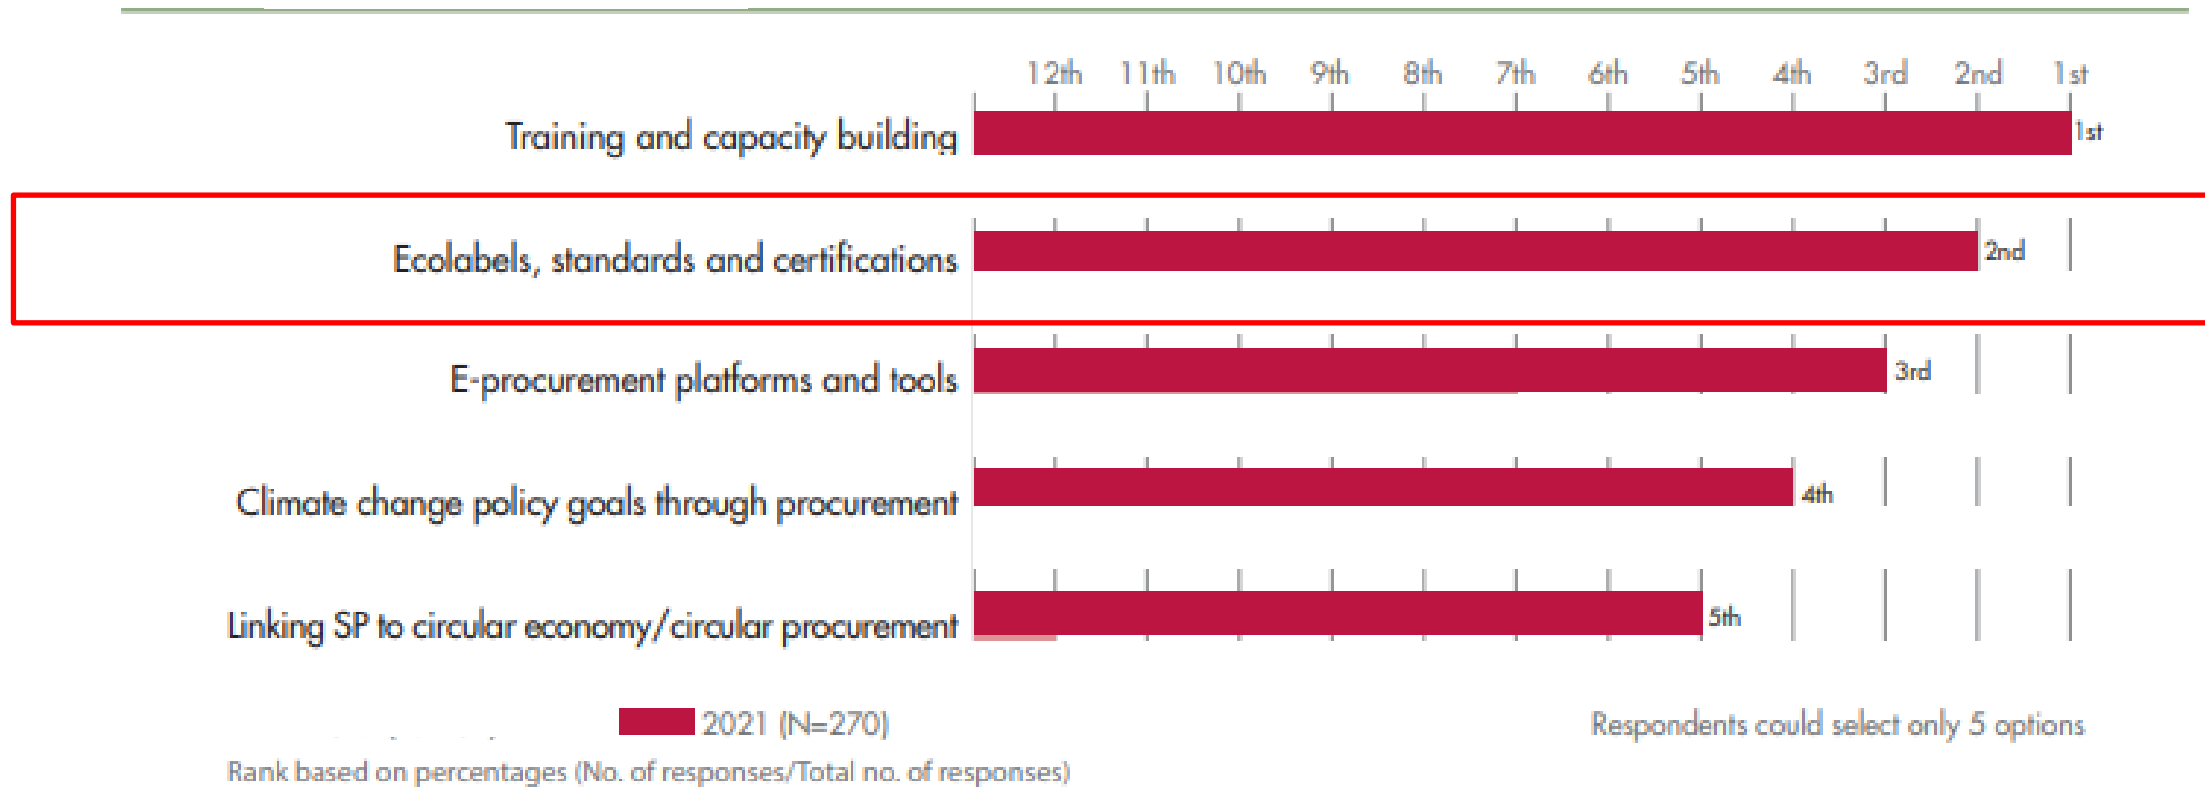 12th 11th 10th 9th 8th 7th 6th 5th 4th 3rd 2nd 1st
Training and capacity building 1st
Ecolabels, standards and certifications 2nd
E-procurement platforms and tools 3rd
Climate change policy goals through procurement 4th
Linking SP to circular economy/circular procurement 5th
2021 (N=270) Respondents could select only 5 options
Rank based on percentages (No. of responses/Total no. of responses)